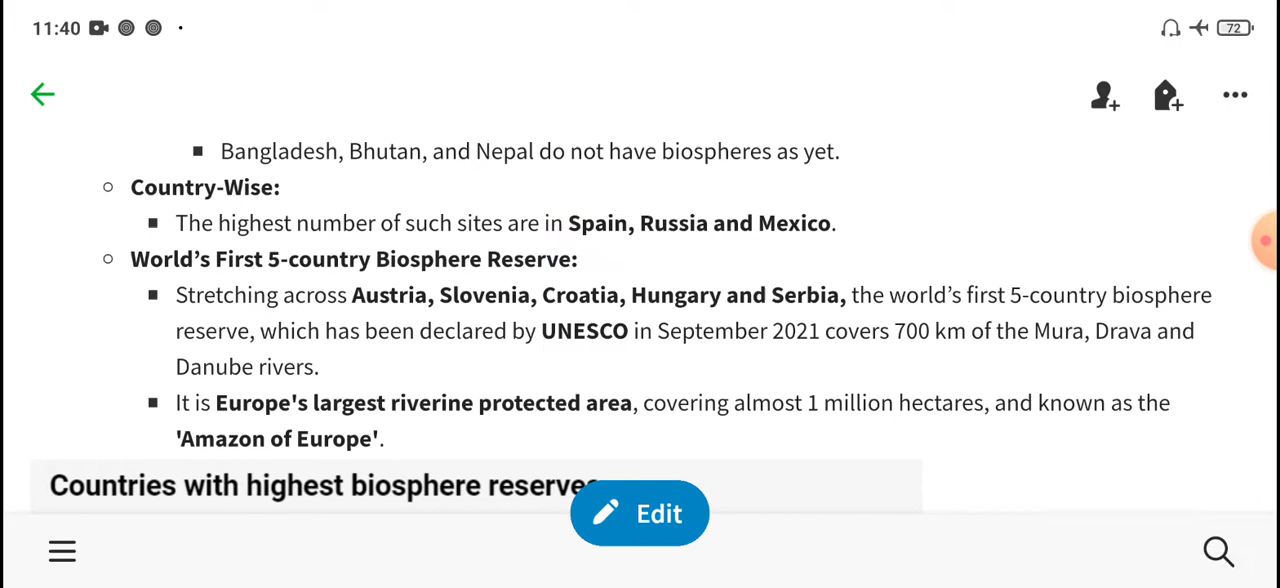 11:40
72
Bangladesh, Bhutan, and Nepal do not have biospheres as yet.
Country-Wise:
The highest number of such sites are in Spain, Russia and Mexico.
World’s First 5-country Biosphere Reserve:
Stretching across Austria, Slovenia, Croatia, Hungary and Serbia, the world’s first 5-country biosphere
reserve, which has been declared by UNESCO in September 2021 covers 700 km of the Mura, Drava and
Danube rivers.
It is Europe's largest riverine protected area, covering almost 1 million hectares, and known as the
'Amazon of Europe'.
Countries with highest biosphere reserves
Edit